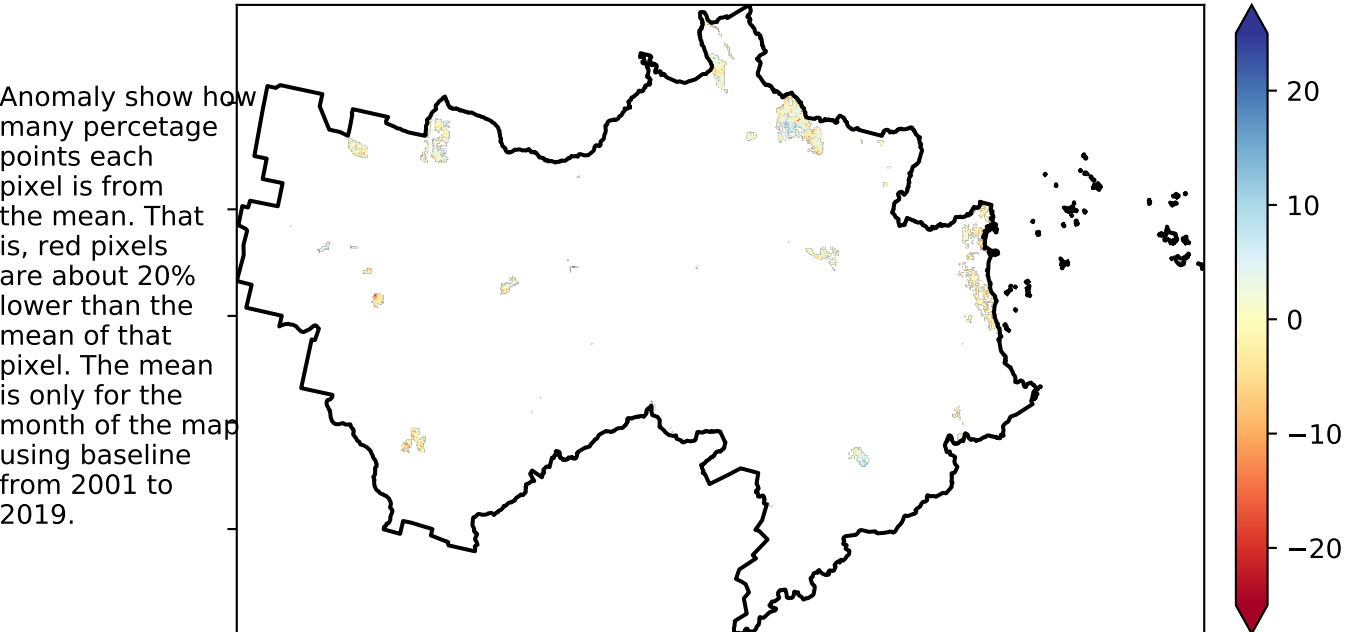 Anomaly show how
many percetage
points each
pixel is from
the mean. That
is, red pixels
are about 20%
lower than the
mean of that
pixel. The mean
is only for the
month of the map
using baseline
from 2001 to
2019.
20
10
0
−10
−20